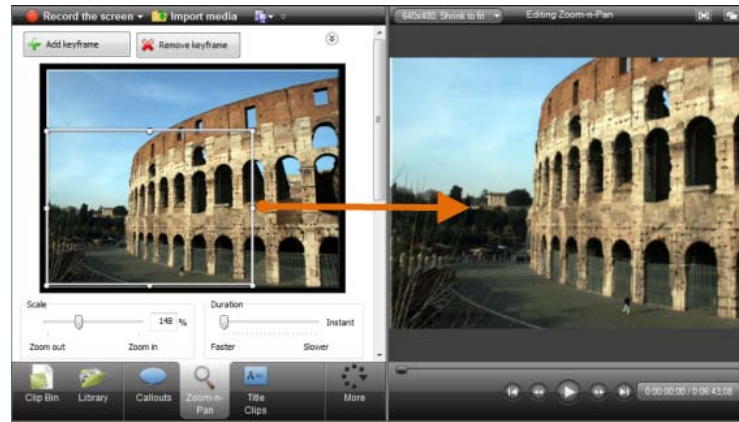 Record the screen
Import media
640x480, Shrink to fit
Editing Zoom-n-Pan
Add keyframe
Remove keyframe
Scale
148 %
Zoom out
Zoom in
Duration
Instant
Faster
Slower
Clip Bin
Library
Callouts
Zoom-n-
Pan
Title
Clips
More
0:00:00;00 / 0:06:43;08